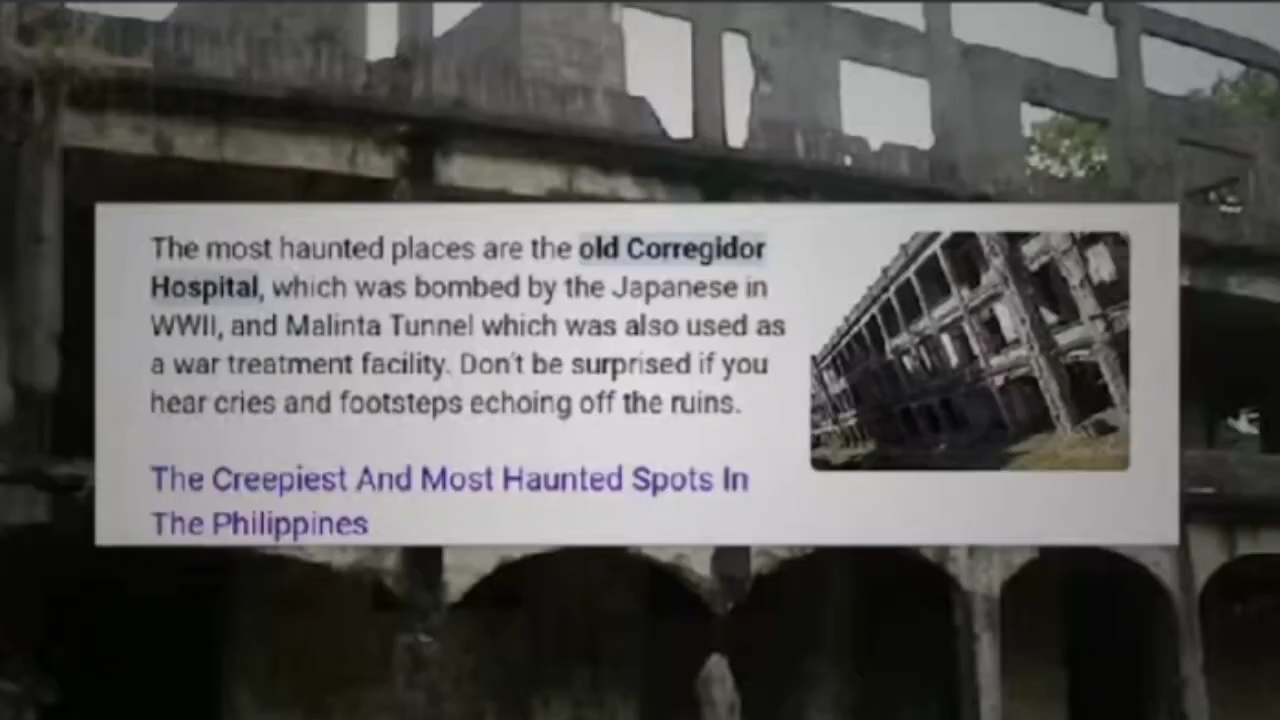 The most haunted places are the old Corregidor
Hospital, which was bombed by the Japanese in
WWII, and Malinta Tunnel which was also used as
a war treatment facility. Don't be surprised if you
hear cries and footsteps echoing off the ruins.
The Creepiest And Most Haunted Spots In
The Philippines